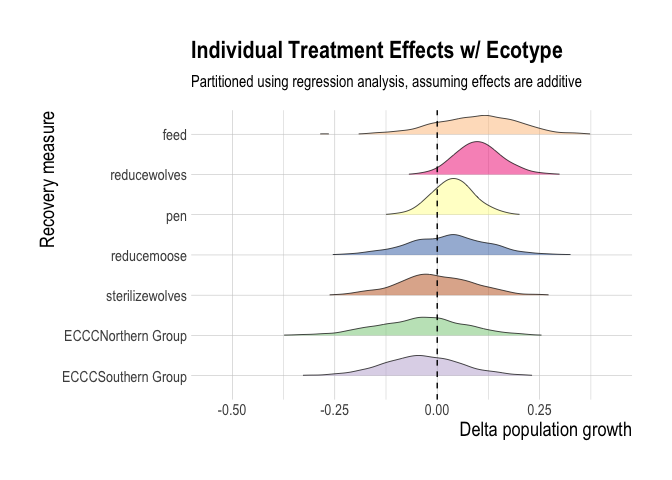 Individual Treatment Effects w/ Ecotype
Partitioned using regression analysis, assuming effects are additive
Recovery measure
feed
reducewolves
pen
reducemoose
sterilizewolves
ECCCNorthern Group
ECCCSouthern Group
-0.50 -0.25 0.00 0.25
Delta population growth